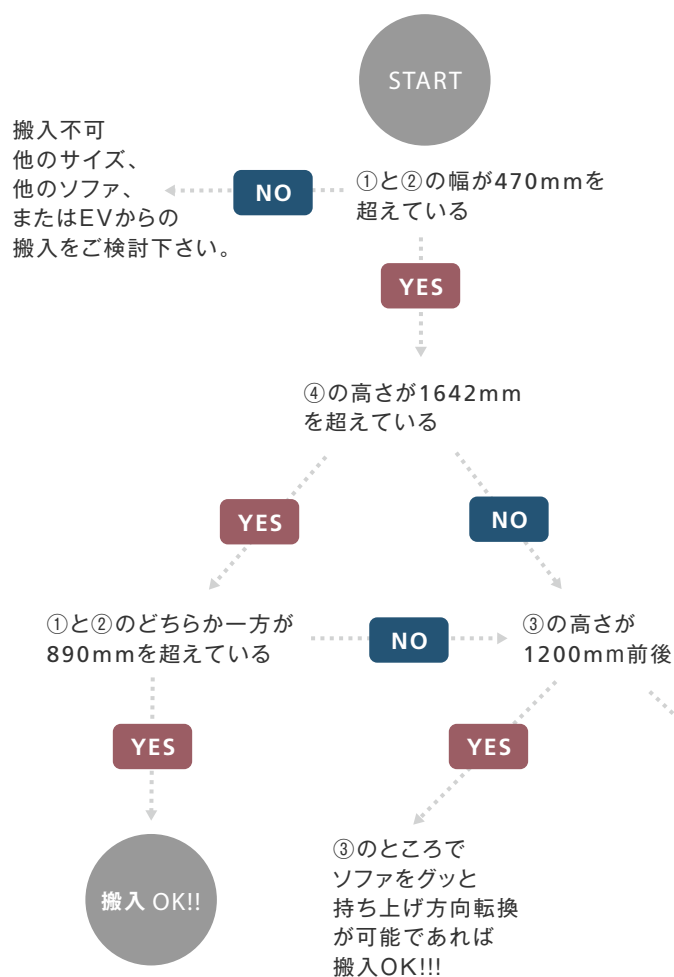 START
搬入不可
他のサイズ、
他のソファ、
またはEVからの
搬入をご検討下さい。
NO
①と②の幅が470mmを
超えている
YES
④の高さが1642mm
を超えている
YES
NO
①と②のどちらか一方が
890mmを超えている
NO
③の高さが
1200mm前後
YES
YES
搬入 OK!!
③のところで
ソファをグッと
持ち上げ方向転換
が可能であれば
搬入OK!!!